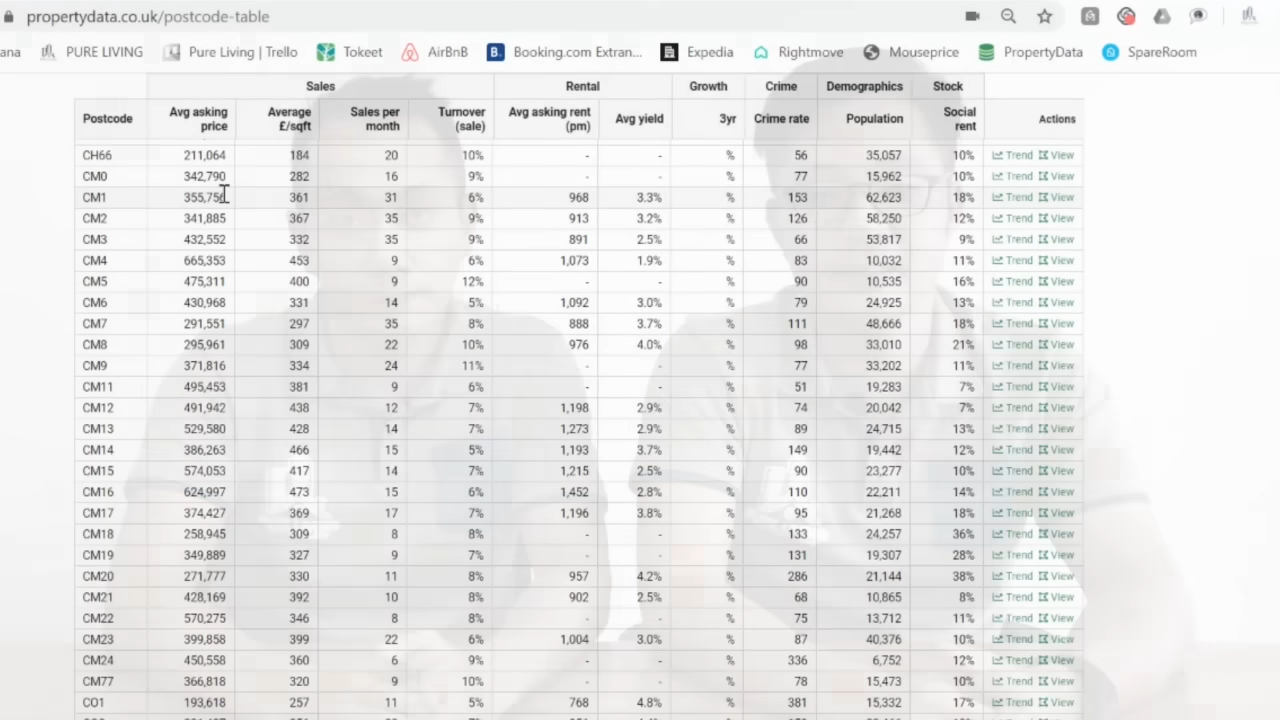 propertydata.co.uk/postcode-table
ana PURE LIVING Pure Living | Trello Tokeet AirBnB Booking.com Extran... Expedia Rightmove Mouseprice PropertyData SpareRoom
Sales Rental Growth Crime Demographics Stock
Postcode Avg asking price Average £/sqft Sales per month Turnover (sale) Avg asking rent (pm) Avg yield 3yr Crime rate Population Social rent Actions
CH66 211,064 184 20 10% - - % 56 35,057 10% Trend View
CM0 342,790 282 16 9% - - % 77 15,962 10% Trend View
CM1 355,756 361 31 6% 968 3.3% % 153 62,623 18% Trend View
CM2 341,885 367 35 9% 913 3.2% % 126 58,250 12% Trend View
CM3 432,552 332 35 9% 891 2.5% % 66 53,817 9% Trend View
CM4 665,353 453 9 6% 1,073 1.9% % 83 10,032 11% Trend View
CM5 475,311 400 9 12% - - % 90 10,535 16% Trend View
CM6 430,968 331 14 5% 1,092 3.0% % 79 24,925 13% Trend View
CM7 291,551 297 35 8% 888 3.7% % 111 48,666 18% Trend View
CM8 295,961 309 22 10% 976 4.0% % 98 33,010 21% Trend View
CM9 371,816 334 24 11% - - % 77 33,202 11% Trend View
CM11 495,453 381 9 6% - - % 51 19,283 7% Trend View
CM12 491,942 438 12 7% 1,198 2.9% % 74 20,042 7% Trend View
CM13 529,580 428 14 7% 1,273 2.9% % 89 24,715 13% Trend View
CM14 386,263 466 15 5% 1,193 3.7% % 149 19,442 12% Trend View
CM15 574,053 417 14 7% 1,215 2.5% % 90 23,277 10% Trend View
CM16 624,997 473 15 6% 1,452 2.8% % 110 22,211 14% Trend View
CM17 374,427 369 17 7% 1,196 3.8% % 95 21,268 18% Trend View
CM18 258,945 309 8 8% - - % 133 24,257 36% Trend View
CM19 349,889 327 9 7% - - % 131 19,307 28% Trend View
CM20 271,777 330 11 8% 957 4.2% % 286 21,144 38% Trend View
CM21 428,169 392 10 8% 902 2.5% % 68 10,865 8% Trend View
CM22 570,275 346 8 8% - - % 75 13,712 11% Trend View
CM23 399,858 399 22 6% 1,004 3.0% % 87 40,376 10% Trend View
CM24 450,558 360 6 9% - - % 336 6,752 12% Trend View
CM77 366,818 320 9 10% - - % 78 15,473 10% Trend View
CO1 193,618 257 11 5% 768 4.8% % 381 15,332 17% Trend View